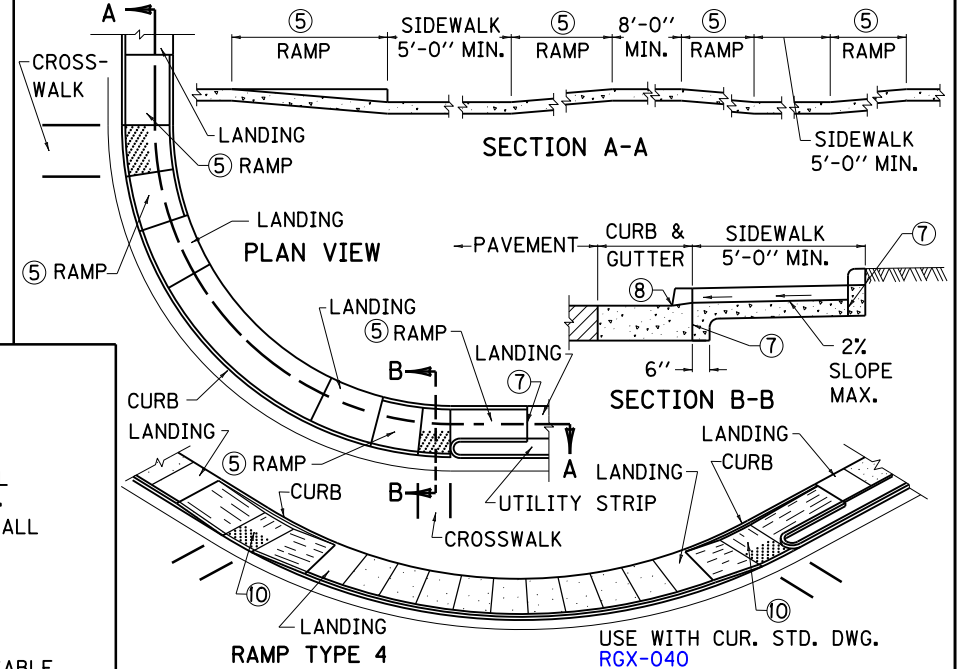 A
⑤
RAMP
SIDEWALK
5'-0'' MIN.
⑤
RAMP
8'-0''
MIN.
⑤
RAMP
⑤
RAMP
CROSS-
WALK
LANDING
⑤ RAMP
SECTION A-A
SIDEWALK
5'-0'' MIN.
LANDING
PLAN VIEW
⑤ RAMP
PAVEMENT
CURB &
GUTTER
SIDEWALK
5'-0'' MIN.
⑦
⑧
⑦
6''
2%
SLOPE
MAX.
SECTION B-B
LANDING
⑤ RAMP
LANDING
⑦
B
CURB
LANDING
⑤ RAMP
B
A
UTILITY STRIP
CROSSWALK
CURB
LANDING
LANDING
CURB
ALL
⑩
LANDING
⑩
RAMP TYPE 4
USE WITH CUR. STD. DWG.
RGX-040
ABLE